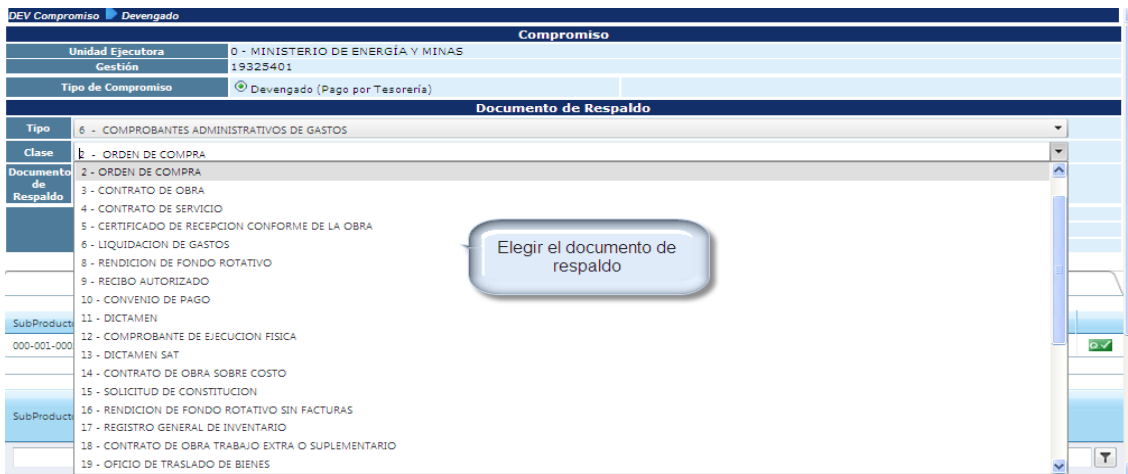 DEV Compromiso Devengado
Compromiso
Unidad Ejecutora 0 - MINISTERIO DE ENERGÍA Y MINAS
Gestión 19325401
Tipo de Compromiso Devengado (Pago por Tesorería)
Documento de Respaldo
Tipo 6 - COMPROBANTES ADMINISTRATIVOS DE GASTOS
Clase 2 - ORDEN DE COMPRA
Documento de Respaldo
2 - ORDEN DE COMPRA
3 - CONTRATO DE OBRA
4 - CONTRATO DE SERVICIO
5 - CERTIFICADO DE RECEPCION CONFORME DE LA OBRA
6 - LIQUIDACION DE GASTOS
8 - RENDICION DE FONDO ROTATIVO
9 - RECIBO AUTORIZADO
10 - CONVENIO DE PAGO
11 - DICTAMEN
12 - COMPROBANTE DE EJECUCION FISICA
13 - DICTAMEN SAT
14 - CONTRATO DE OBRA SOBRE COSTO
15 - SOLICITUD DE CONSTITUCION
16 - RENDICION DE FONDO ROTATIVO SIN FACTURAS
17 - REGISTRO GENERAL DE INVENTARIO
18 - CONTRATO DE OBRA TRABAJO EXTRA O SUPLEMENTARIO
19 - OFICIO DE TRASLADO DE BIENES
Elegir el documento de
respaldo
SubProduct
000-001-000
SubProduct